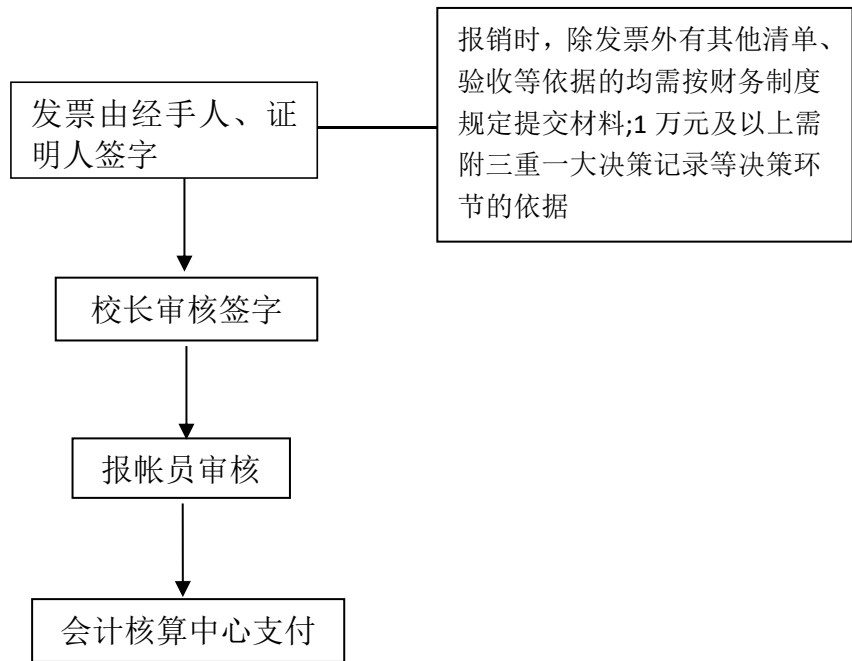 发票由经手人、证
明人签字
报销时，除发票外有其他清单、
验收等依据的均需按财务制度
规定提交材料;1 万元及以上需
附三重一大决策记录等决策环
节的依据
校长审核签字
报帐员审核
会计核算中心支付